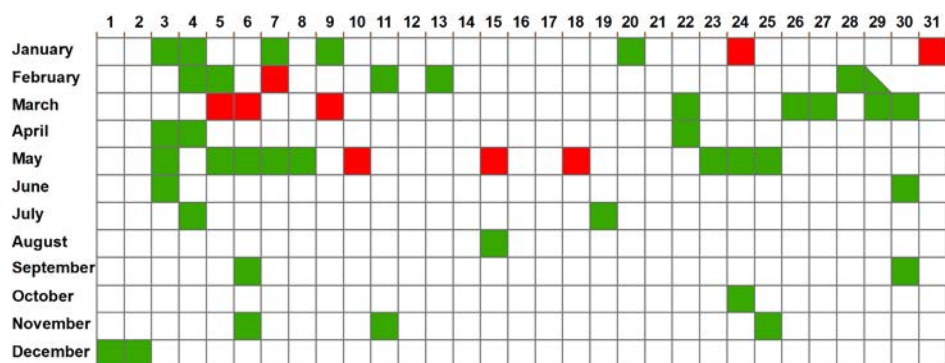 1 2 3 4 5 6 7 8 9 10 11 12 13 14 15 16 17 18 19 20 21 22 23 24 25 26 27 28 29 30 31
January
February
March
April
May
June
July
August
September
October
November
December